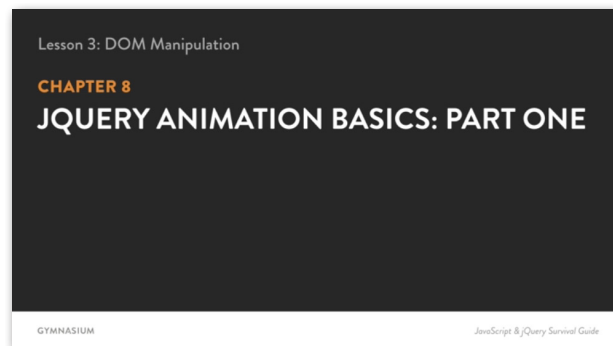 Lesson 3: DOM Manipulation
CHAPTER 8
JQUERY ANIMATION BASICS: PART ONE
GYMNASIUM
JavaScript & jQuery Survival Guide